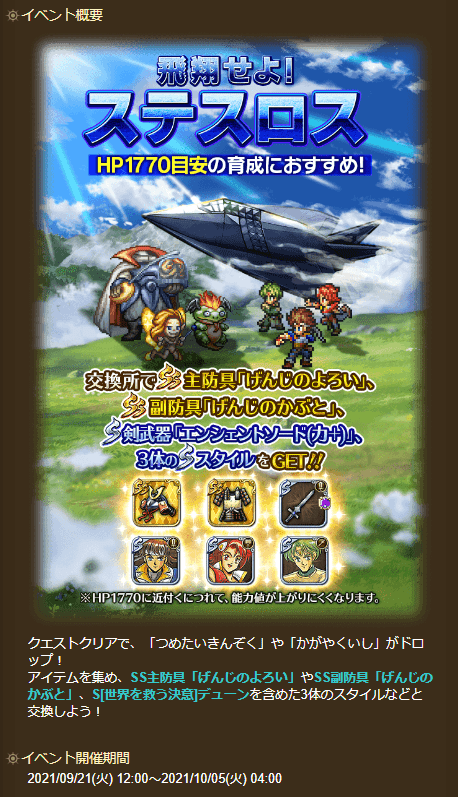 イベント概要
飛翔せよ!
ステスロス
HP1770目安の育成におすすめ!
交換所でSS主防具「げんじのよろい」、
SS副防具「げんじのかぶと」、
S剣武器「エンシェントソード(力+)」、
3体のSスタイルをGET!!
※HP1770に近付くにつれて、能力値が上がりにくくなります。
クエストクリアで、「つめたいきんぞく」や「かがやくいし」がドロ
ップ！
アイテムを集め、SS主防具「げんじのよろい」やSS副防具「げんじの
かぶと」、S[世界を救う決意]デューンを含めた3体のスタイルなどと
交換しよう！
イベント開催期間
2021/09/21(火) 12:00～2021/10/05(火) 04:00